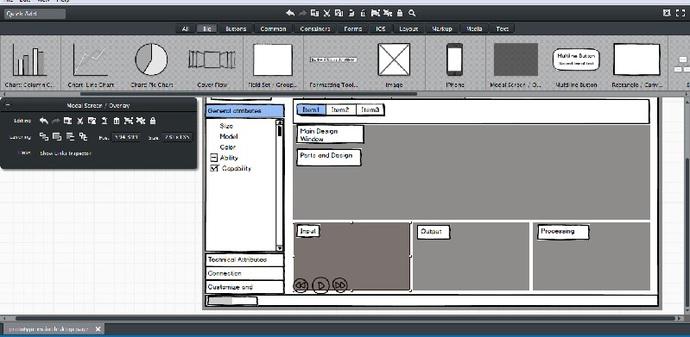 Quick Add
All
Buttons
Common
Containers
Forms
iOS
Layout
Markup
Media
Text
Chart: Column C...
Chart: Line Chart
Chart: Pie Chart
Cover Flow
Field Set / Group...
Formatting Tool...
Image
iPhone
Modal Screen / O...
Multiline Button
Rectangle / Canv...
Multiline Button
Modal Screen / Overlay
Editing
Layering
Show Links Inspector
General attributes
Size
Model
Color
Ability
Capability
Technical Attributes
Connection
Customize and
Item1
Item2
Item3
Main Design
Window
Parts and Design
Input
Output
Processing